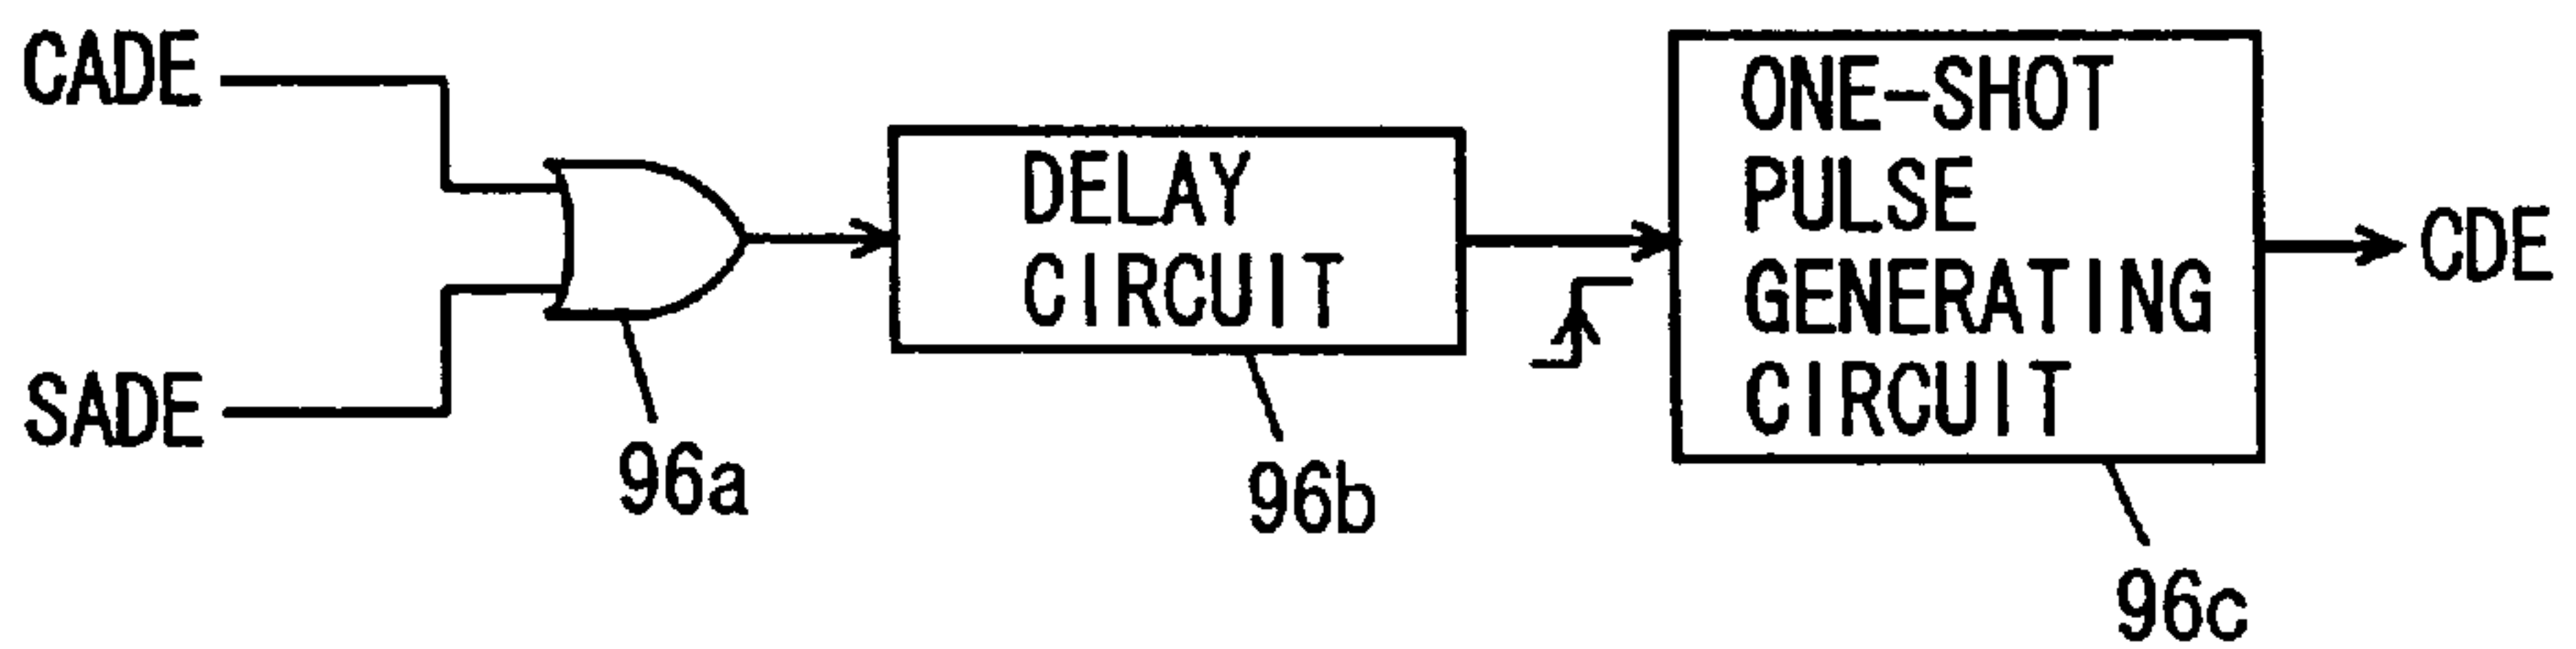 CADE
SADE
96a
DELAY
CIRCUIT
96b
ONE-SHOT
PULSE
GENERATING
CIRCUIT
96c
CDE